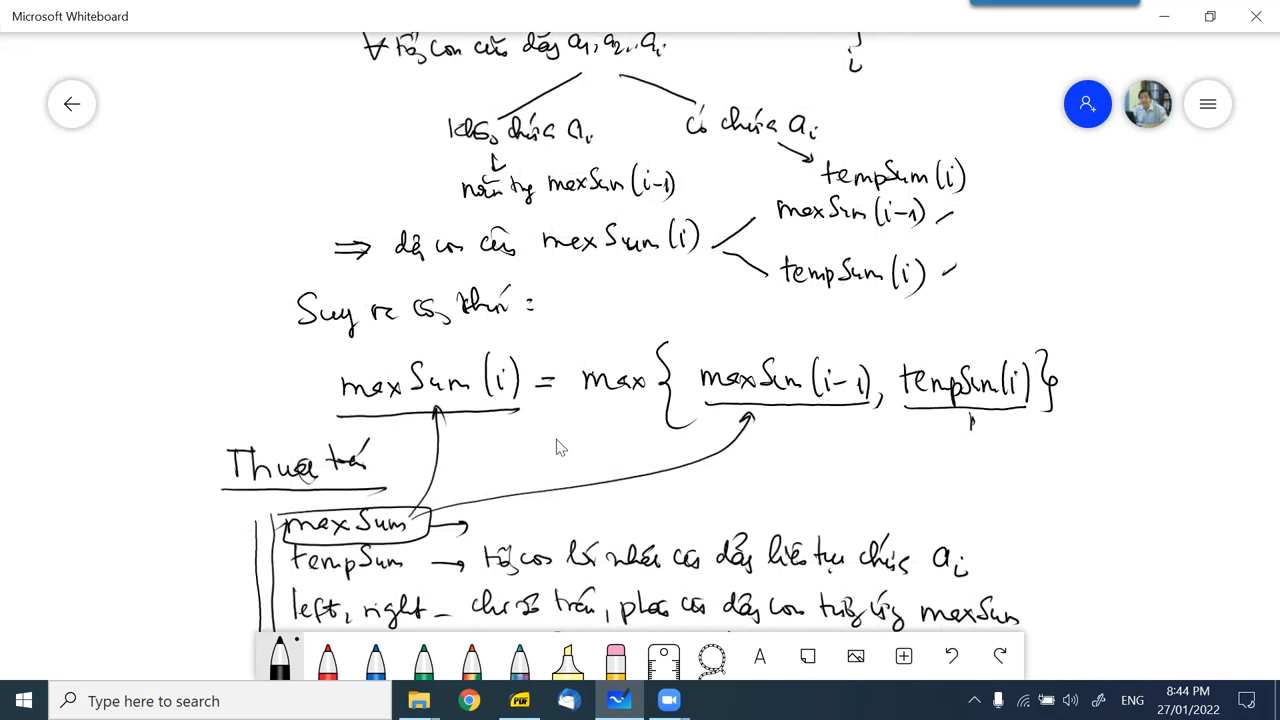 Microsoft Whiteboard
∀ tổng con của dãy a1, a2, .. ai
i
không chứa ai có chứa ai
tempSum(i)
maxSum(i-1)
maxSum(i-1)
⇒ dãy con của maxSum(i)
tempSum(i)
Suy ra công thức :
maxSum(i) = max { maxSum(i-1), tempSum(i) }
Thuật toán
maxSum →
tempSum → tổng con lớn nhất của dãy liên tục chứa ai
left, right - chỉ số trái, phải của dãy con tương ứng maxSum
A
Type here to search
PDF
ENG
8:44 PM
27/01/2022